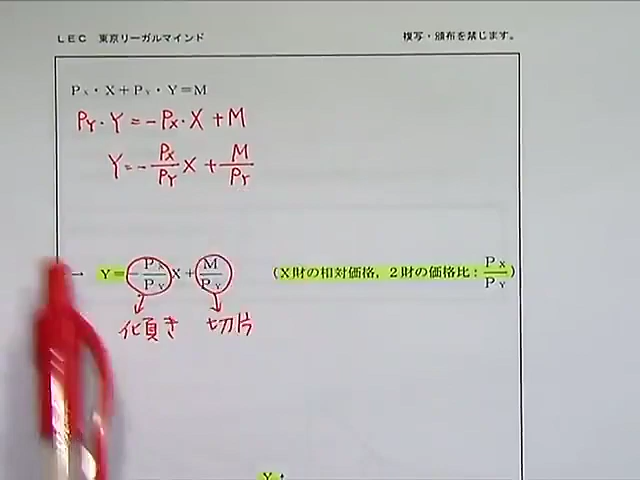 LEC 東京リーガルマインド 複写・頒布を禁じます。
PX・X+PY・Y=M
PY・Y=-PX・X+M
Y=-PX/PY X+M/PY
→ Y=-PX/PY X+M/PY (X財の相対価格,2財の価格比:PX/PY)
傾き 切片
Y